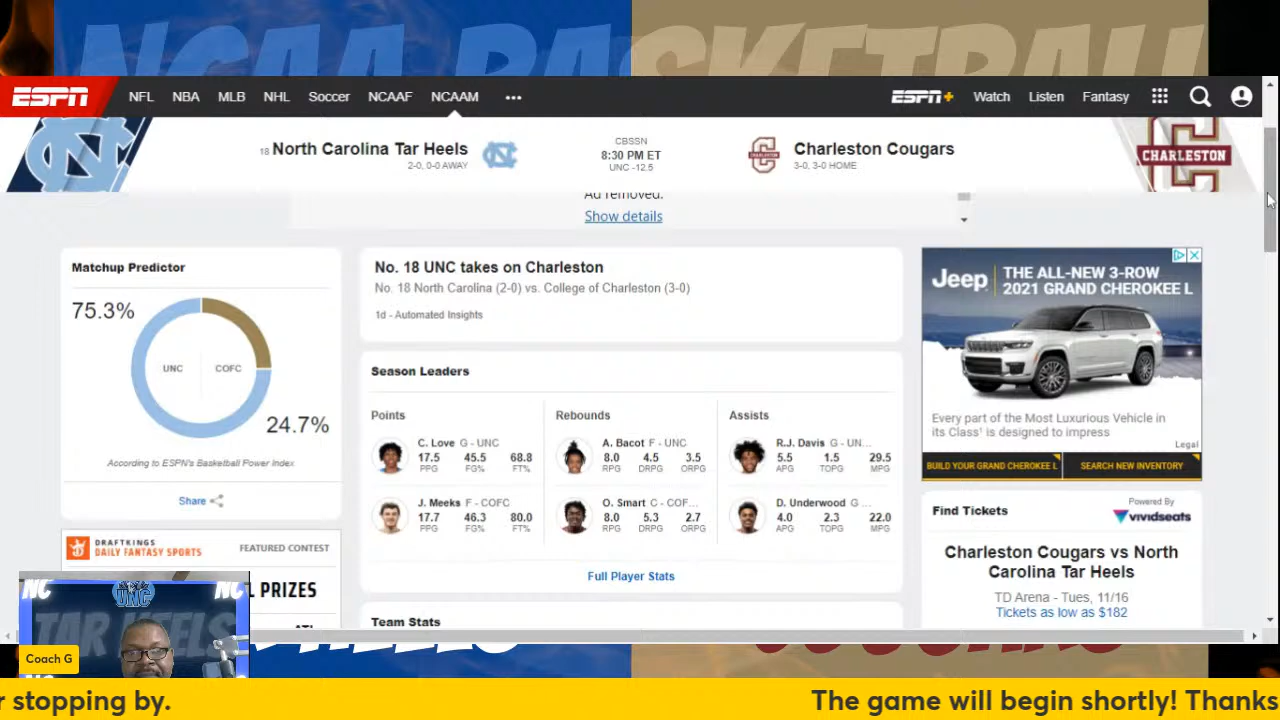 NCAA BASKETBALL
ESPN NFL NBA MLB NHL Soccer NCAAF NCAAM ••• ESPN+ Watch Listen Fantasy
18 North Carolina Tar Heels
2-0, 0-0 AWAY
CBSSN
8:30 PM ET
UNC -12.5
CHARLESTON
Charleston Cougars
3-0, 3-0 HOME
CHARLESTON
Ad removed.
Show details
Matchup Predictor
75.3%
UNC COFC
24.7%
According to ESPN's Basketball Power Index
Share
DRAFTKINGS
DAILY FANTASY SPORTS
FEATURED CONTEST
L PRIZES
No. 18 UNC takes on Charleston
No. 18 North Carolina (2-0) vs. College of Charleston (3-0)
1d - Automated Insights
Season Leaders
Points
C. Love G - UNC
17.5 45.5 68.8
PPG FG% FT%
J. Meeks F - COFC
17.7 46.3 80.0
PPG FG% FT%
Rebounds
A. Bacot F - UNC
8.0 4.5 3.5
RPG DRPG ORPG
O. Smart C - COF...
8.0 5.3 2.7
RPG DRPG ORPG
Assists
R.J. Davis G - UN...
5.5 1.5 29.5
APG TOPG MPG
D. Underwood G ...
4.0 2.3 22.0
APG TOPG MPG
Full Player Stats
Team Stats
Jeep THE ALL-NEW 3-ROW
2021 GRAND CHEROKEE L
Every part of the Most Luxurious Vehicle in
its Class¹ is designed to impress
Legal
BUILD YOUR GRAND CHEROKEE L
SEARCH NEW INVENTORY
Find Tickets
Powered By
vividseats
Charleston Cougars vs North
Carolina Tar Heels
TD Arena - Tues, 11/16
Tickets as low as $182
NC
UNC
NC
TAR HEELS
Coach G
r stopping by.
The game will begin shortly! Thanks